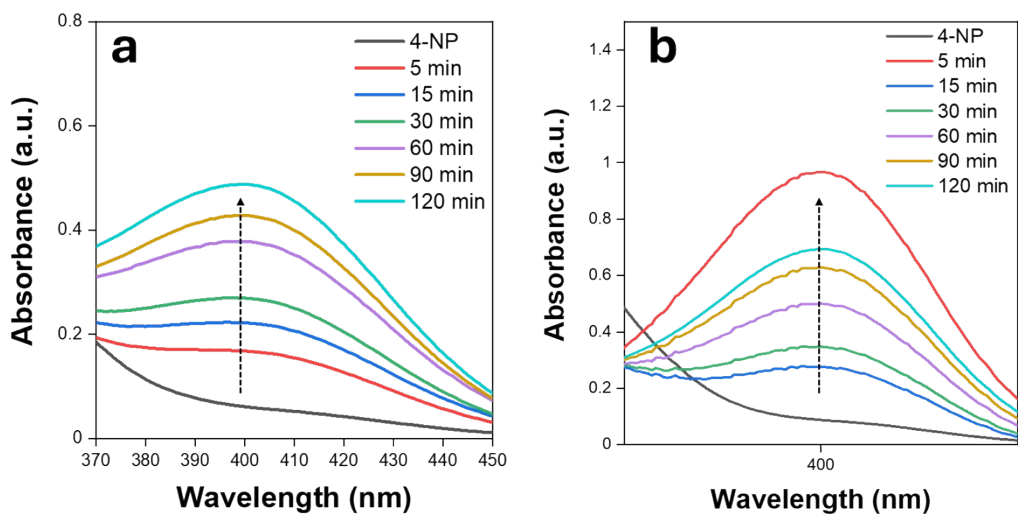 a
Absorbance (a.u.)
0.8
0.6
0.4
0.2
0
370 380 390 400 410 420 430 440 450
Wavelength (nm)
4-NP
5 min
15 min
30 min
60 min
90 min
120 min
b
Absorbance (a.u.)
1.4
1.2
1
0.8
0.6
0.4
0.2
0
400
Wavelength (nm)
4-NP
5 min
15 min
30 min
60 min
90 min
120 min